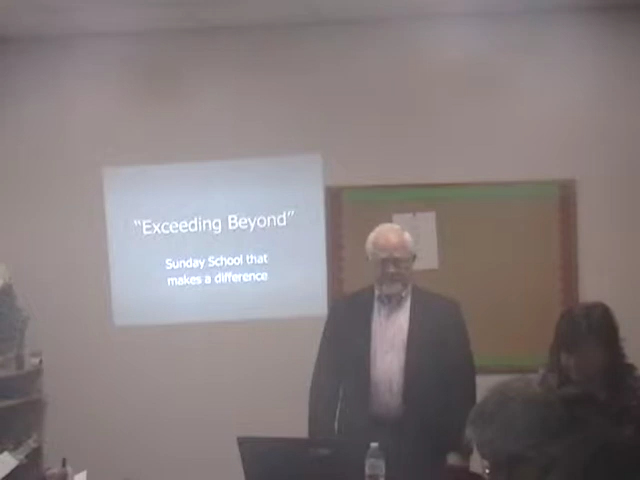 “Exceeding Beyond”
Sunday School that
makes a difference